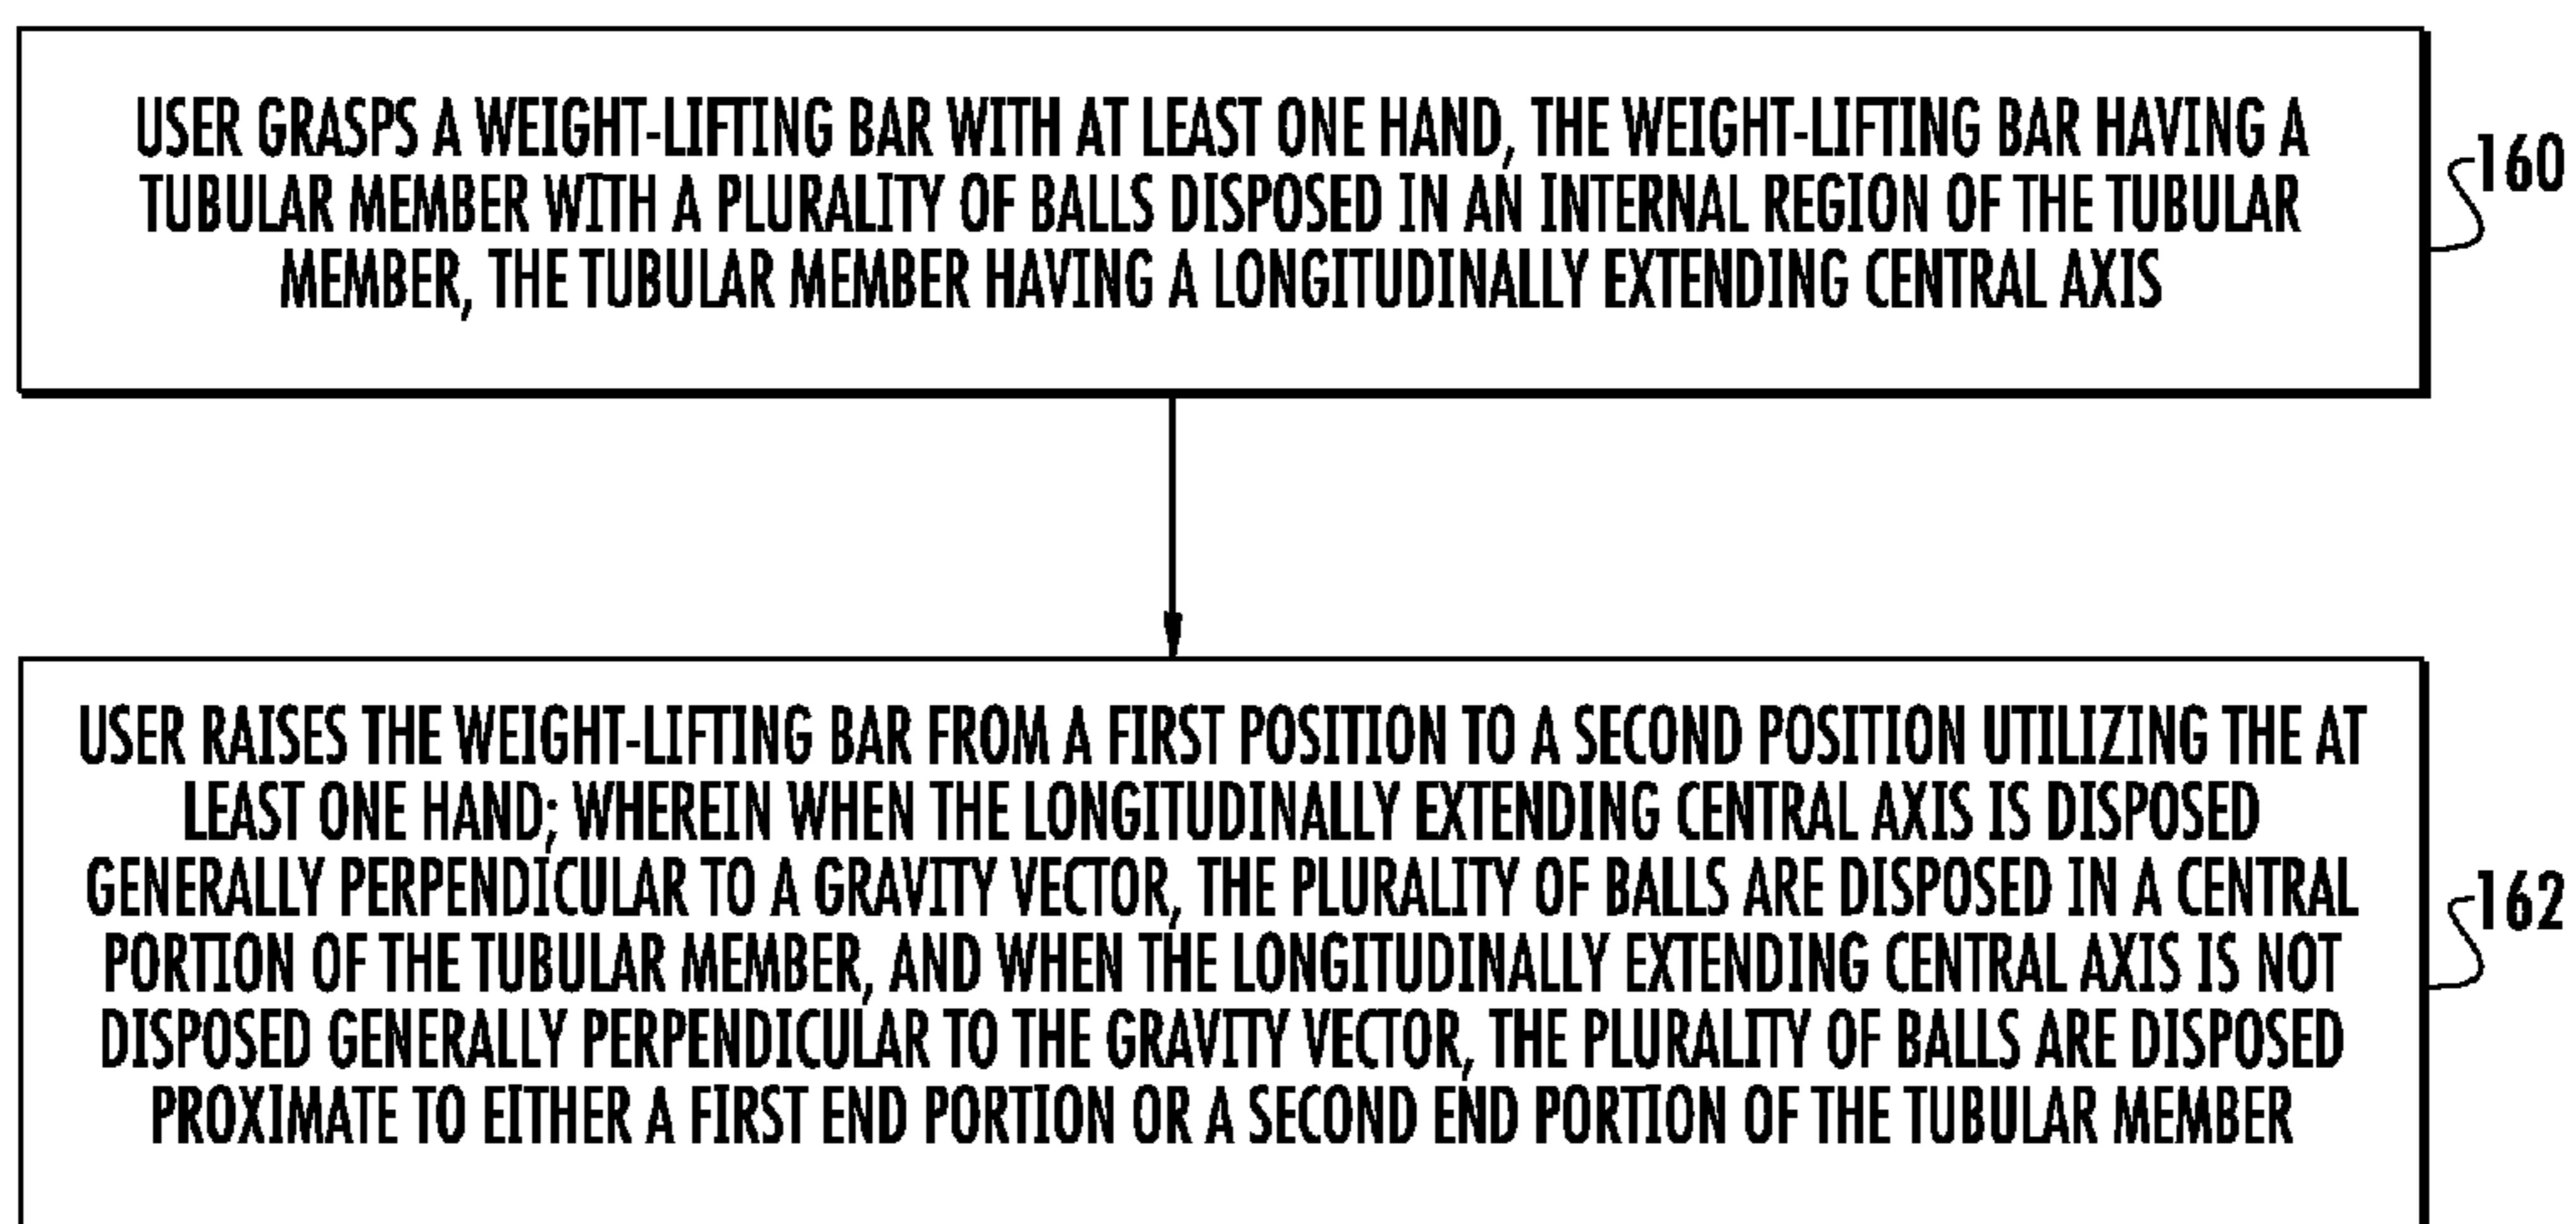 USER GRASPS A WEIGHT-LIFTING BAR WITH AT LEAST ONE HAND, THE WEIGHT-LIFTING BAR HAVING A
TUBULAR MEMBER WITH A PLURALITY OF BALLS DISPOSED IN AN INTERNAL REGION OF THE TUBULAR
MEMBER, THE TUBULAR MEMBER HAVING A LONGITUDINALLY EXTENDING CENTRAL AXIS
160
USER RAISES THE WEIGHT-LIFTING BAR FROM A FIRST POSITION TO A SECOND POSITION UTILIZING THE AT
LEAST ONE HAND; WHEREIN WHEN THE LONGITUDINALLY EXTENDING CENTRAL AXIS IS DISPOSED
GENERALLY PERPENDICULAR TO A GRAVITY VECTOR, THE PLURALITY OF BALLS ARE DISPOSED IN A CENTRAL
PORTION OF THE TUBULAR MEMBER, AND WHEN THE LONGITUDINALLY EXTENDING CENTRAL AXIS IS NOT
DISPOSED GENERALLY PERPENDICULAR TO THE GRAVITY VECTOR, THE PLURALITY OF BALLS ARE DISPOSED
PROXIMATE TO EITHER A FIRST END PORTION OR A SECOND END PORTION OF THE TUBULAR MEMBER
162